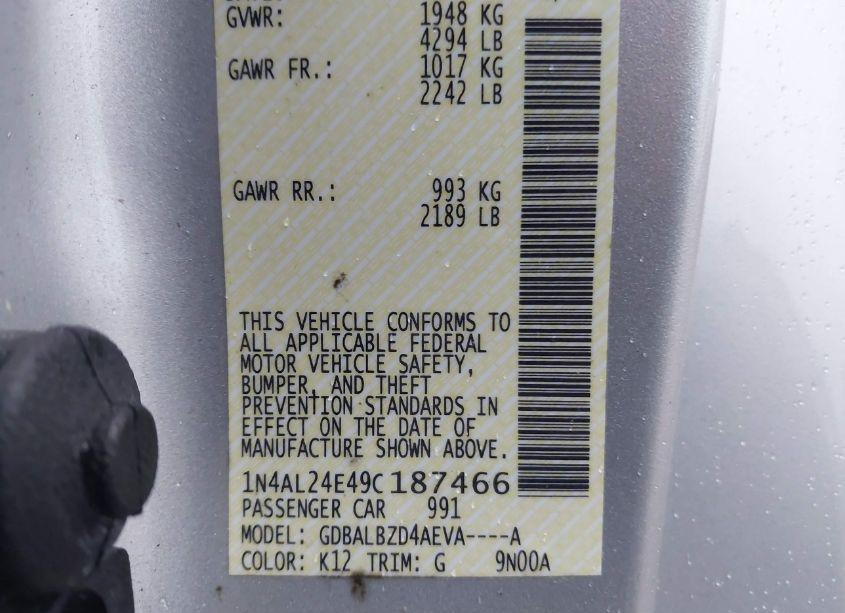 GVWR: 1948 KG
4294 LB
GAWR FR.: 1017 KG
2242 LB
GAWR RR.: 993 KG
2189 LB
THIS VEHICLE CONFORMS TO
ALL APPLICABLE FEDERAL
MOTOR VEHICLE SAFETY,
BUMPER, AND THEFT
PREVENTION STANDARDS IN
EFFECT ON THE DATE OF
MANUFACTURE SHOWN ABOVE.
1N4AL24E49C187466
PASSENGER CAR 991
MODEL: GDBALBZD4AEVA----A
COLOR: K12 TRIM: G 9N00A